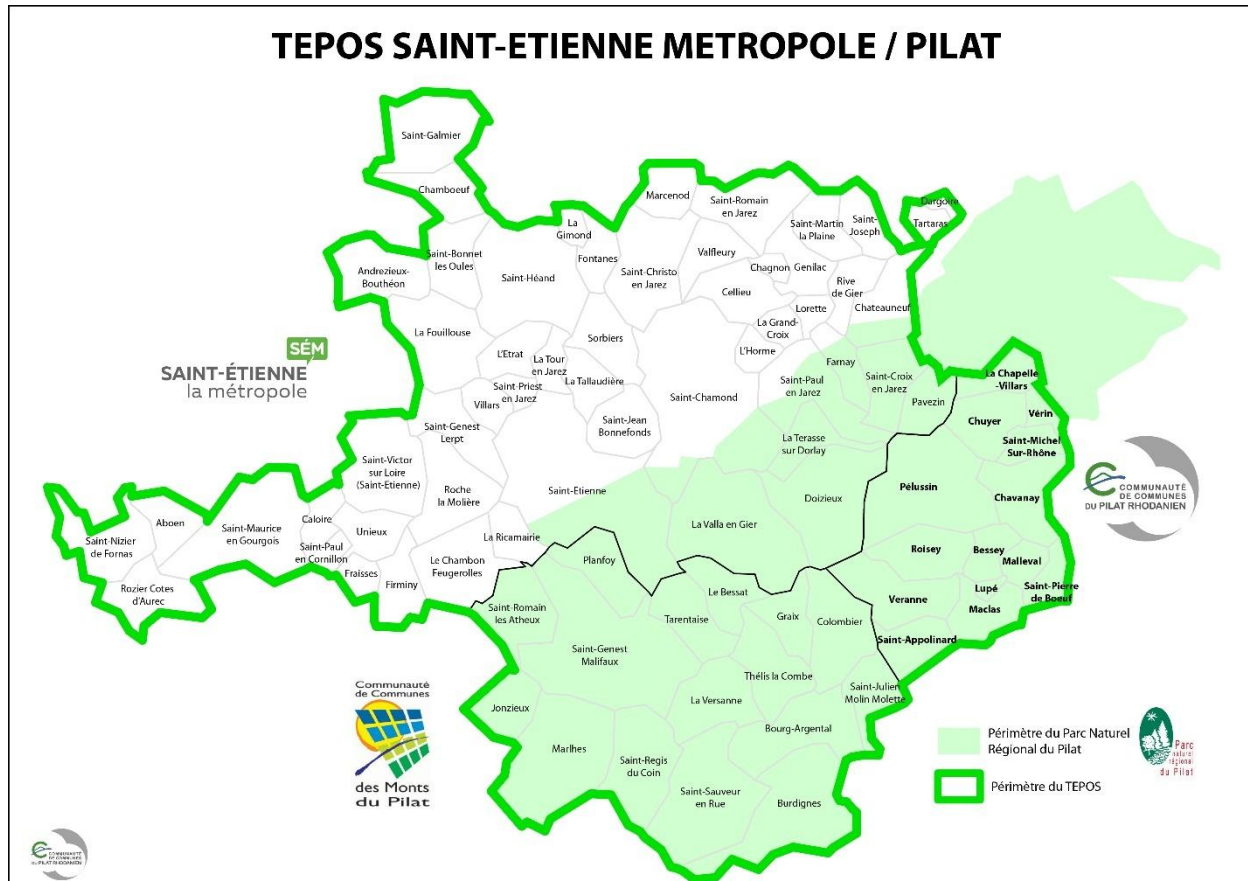 TEPOS SAINT-ETIENNE METROPOLE / PILAT
Saint-Galmier
Chamboeuf
Marcenod
Saint-Romain
en Jarez
Dargoire
Tartaras
La
Gimond
Saint-Martin
la Plaine
Saint-
Joseph
Saint-Bonnet
les Oules
Andrezieux-
Bouthéon
Fontanes
Valfleury
Saint-Héand
Saint-Christo
en Jarez
Chagnon
Genilac
Cellieu
Rive
de Gier
Lorette
Chateauneuf
La Fouillouse
La Grand-
Croix
Sorbiers
L'Horme
L'Etrat
La Tour
en Jarez
Farnay
SÉM
SAINT-ÉTIENNE
la métropole
La Tallaudière
Saint-Priest
en Jarez
Villars
Saint-Paul
en Jarez
Saint-Croix
en Jarez
La Chapelle
-Villars
Saint-Chamond
Pavezin
Vérin
Chuyer
Saint-Jean
Bonnefonds
Saint-Genest
Lerpt
La Terasse
sur Dorlay
Saint-Michel
Sur-Rhône
Saint-Victor
sur Loire
(Saint-Etienne)
COMMUNAUTÉ
DE COMMUNES
DU PILAT RHODANIEN
Roche
la Molière
Saint-Etienne
Doizieux
Pélussin
Chavanay
Aboen
Saint-Maurice
en Gourgois
Caloire
Unieux
La Valla en Gier
Saint-Nizier
de Fornas
La Ricamairie
Saint-Paul
en Cornillon
Roisey
Bessey
Malleval
Planfoy
Le Chambon
Feugerolles
Fraisses
Firminy
Rozier Cotes
d'Aurec
Le Bessat
Lupé
Saint-Pierre
de Boeuf
Veranne
Maclas
Saint-Romain
les Atheux
Tarentaise
Graix
Colombier
Saint-Appolinard
Saint-Genest
Malifaux
Thélis la Combe
Communauté
de Communes
des Monts
du Pilat
La Versanne
Saint-Julien
Molin Molette
Jonzieux
Bourg-Argental
Marlhes
Saint-Regis
du Coin
Saint-Sauveur
en Rue
Burdignes
Périmètre du Parc Naturel
Régional du Pilat
Parc
naturel
régional
du Pilat
Périmètre du TEPOS
COMMUNAUTÉ
DE COMMUNES
DU PILAT RHODANIEN